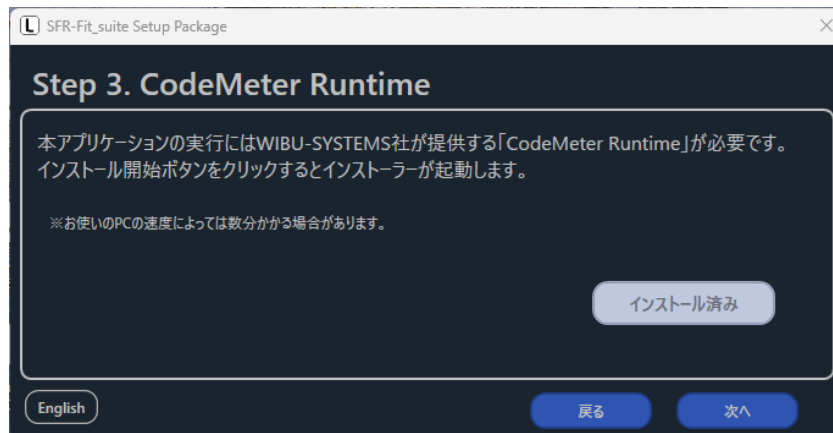 SFR-Fit_suite Setup Package
Step 3. CodeMeter Runtime
本アプリケーションの実行にはWIBU-SYSTEMS社が提供する「CodeMeter Runtime」が必要です。
インストール開始ボタンをクリックするとインストーラーが起動します。
※お使いのPCの速度によっては数分かかる場合があります。
インストール済み
English
戻る
次へ